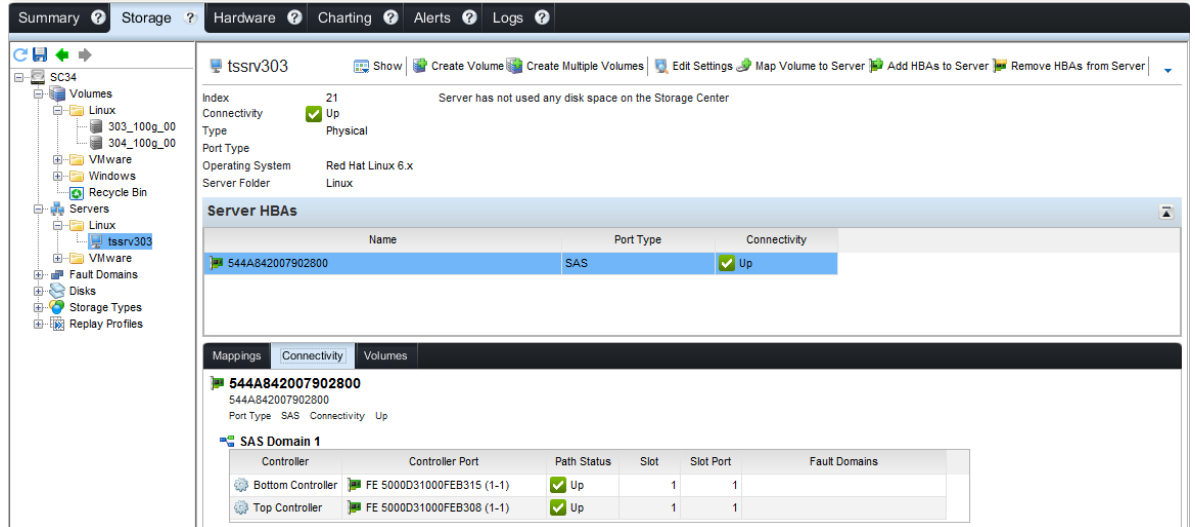 Summary ? Storage ? Hardware ? Charting ? Alerts ? Logs ?
SC34
Volumes
Linux
303_100g_00
304_100g_00
VMware
Windows
Recycle Bin
Servers
Linux
tssrv303
VMware
Fault Domains
Disks
Storage Types
Replay Profiles
tssrv303 Show Create Volume Create Multiple Volumes Edit Settings Map Volume to Server Add HBAs to Server Remove HBAs from Server
Index 21 Server has not used any disk space on the Storage Center
Connectivity Up
Type Physical
Port Type
Operating System Red Hat Linux 6.x
Server Folder Linux
Server HBAs
Name Port Type Connectivity
544A842007902800 SAS Up
Mappings Connectivity Volumes
544A842007902800
544A842007902800
Port Type SAS Connectivity Up
SAS Domain 1
Controller Controller Port Path Status Slot Slot Port Fault Domains
Bottom Controller FE 5000D31000FEB315 (1-1) Up 1 1
Top Controller FE 5000D31000FEB308 (1-1) Up 1 1